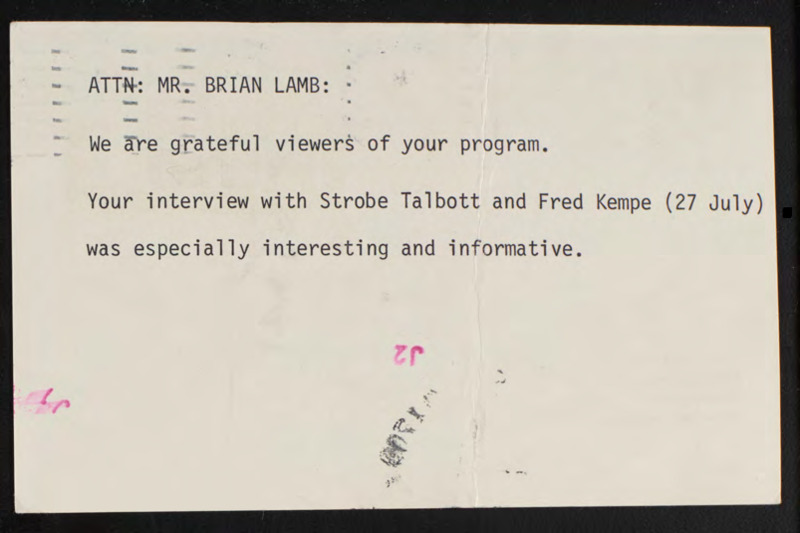 ATTN: MR. BRIAN LAMB:
We are grateful viewers of your program.
Your interview with Strobe Talbott and Fred Kempe (27 July)
was especially interesting and informative.
J2